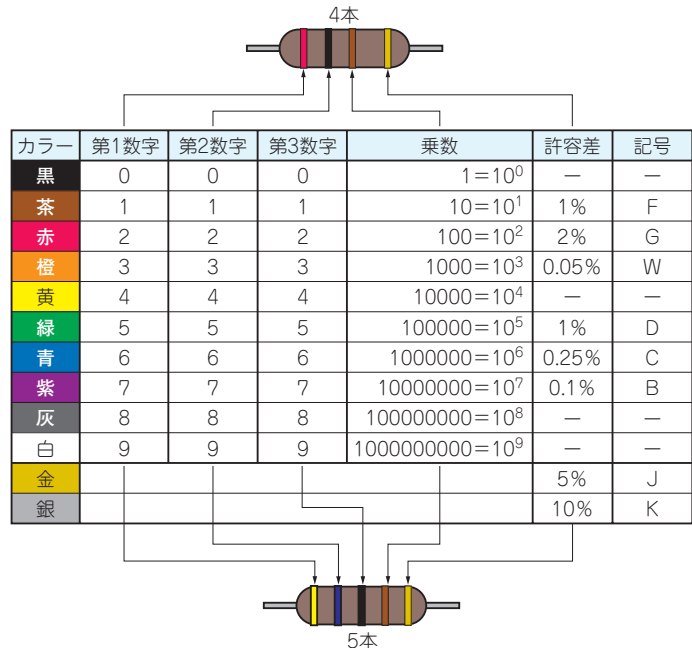 4本
カラー 第1数字 第2数字 第3数字 乗数 許容差 記号
黒 0 0 0 1=10⁰ — —
茶 1 1 1 10=10¹ 1% F
赤 2 2 2 100=10² 2% G
橙 3 3 3 1000=10³ 0.05% W
黄 4 4 4 10000=10⁴ — —
緑 5 5 5 100000=10⁵ 1% D
青 6 6 6 1000000=10⁶ 0.25% C
紫 7 7 7 10000000=10⁷ 0.1% B
灰 8 8 8 100000000=10⁸ — —
白 9 9 9 1000000000=10⁹ — —
金 5% J
銀 10% K
5本